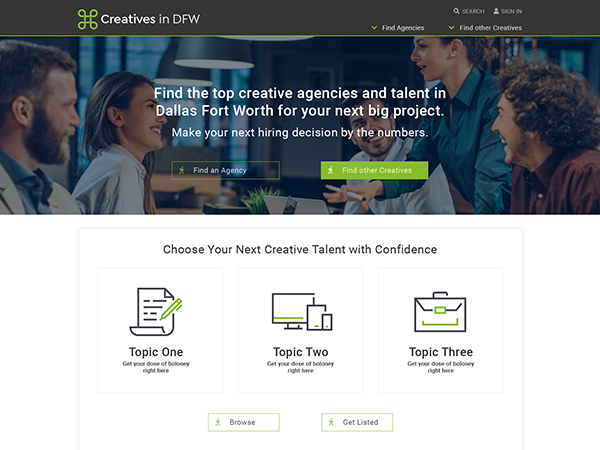 Creatives in DFW
SEARCH
SIGN IN
Find Agencies
Find other Creatives
Find the top creative agencies and talent in
Dallas Fort Worth for your next big project.
Make your next hiring decision by the numbers.
Find an Agency
Find other Creatives
Choose Your Next Creative Talent with Confidence
Topic One
Get your dose of boloney
right here
Topic Two
Get your dose of boloney
right here
Topic Three
Get your dose of boloney
right here
Browse
Get Listed